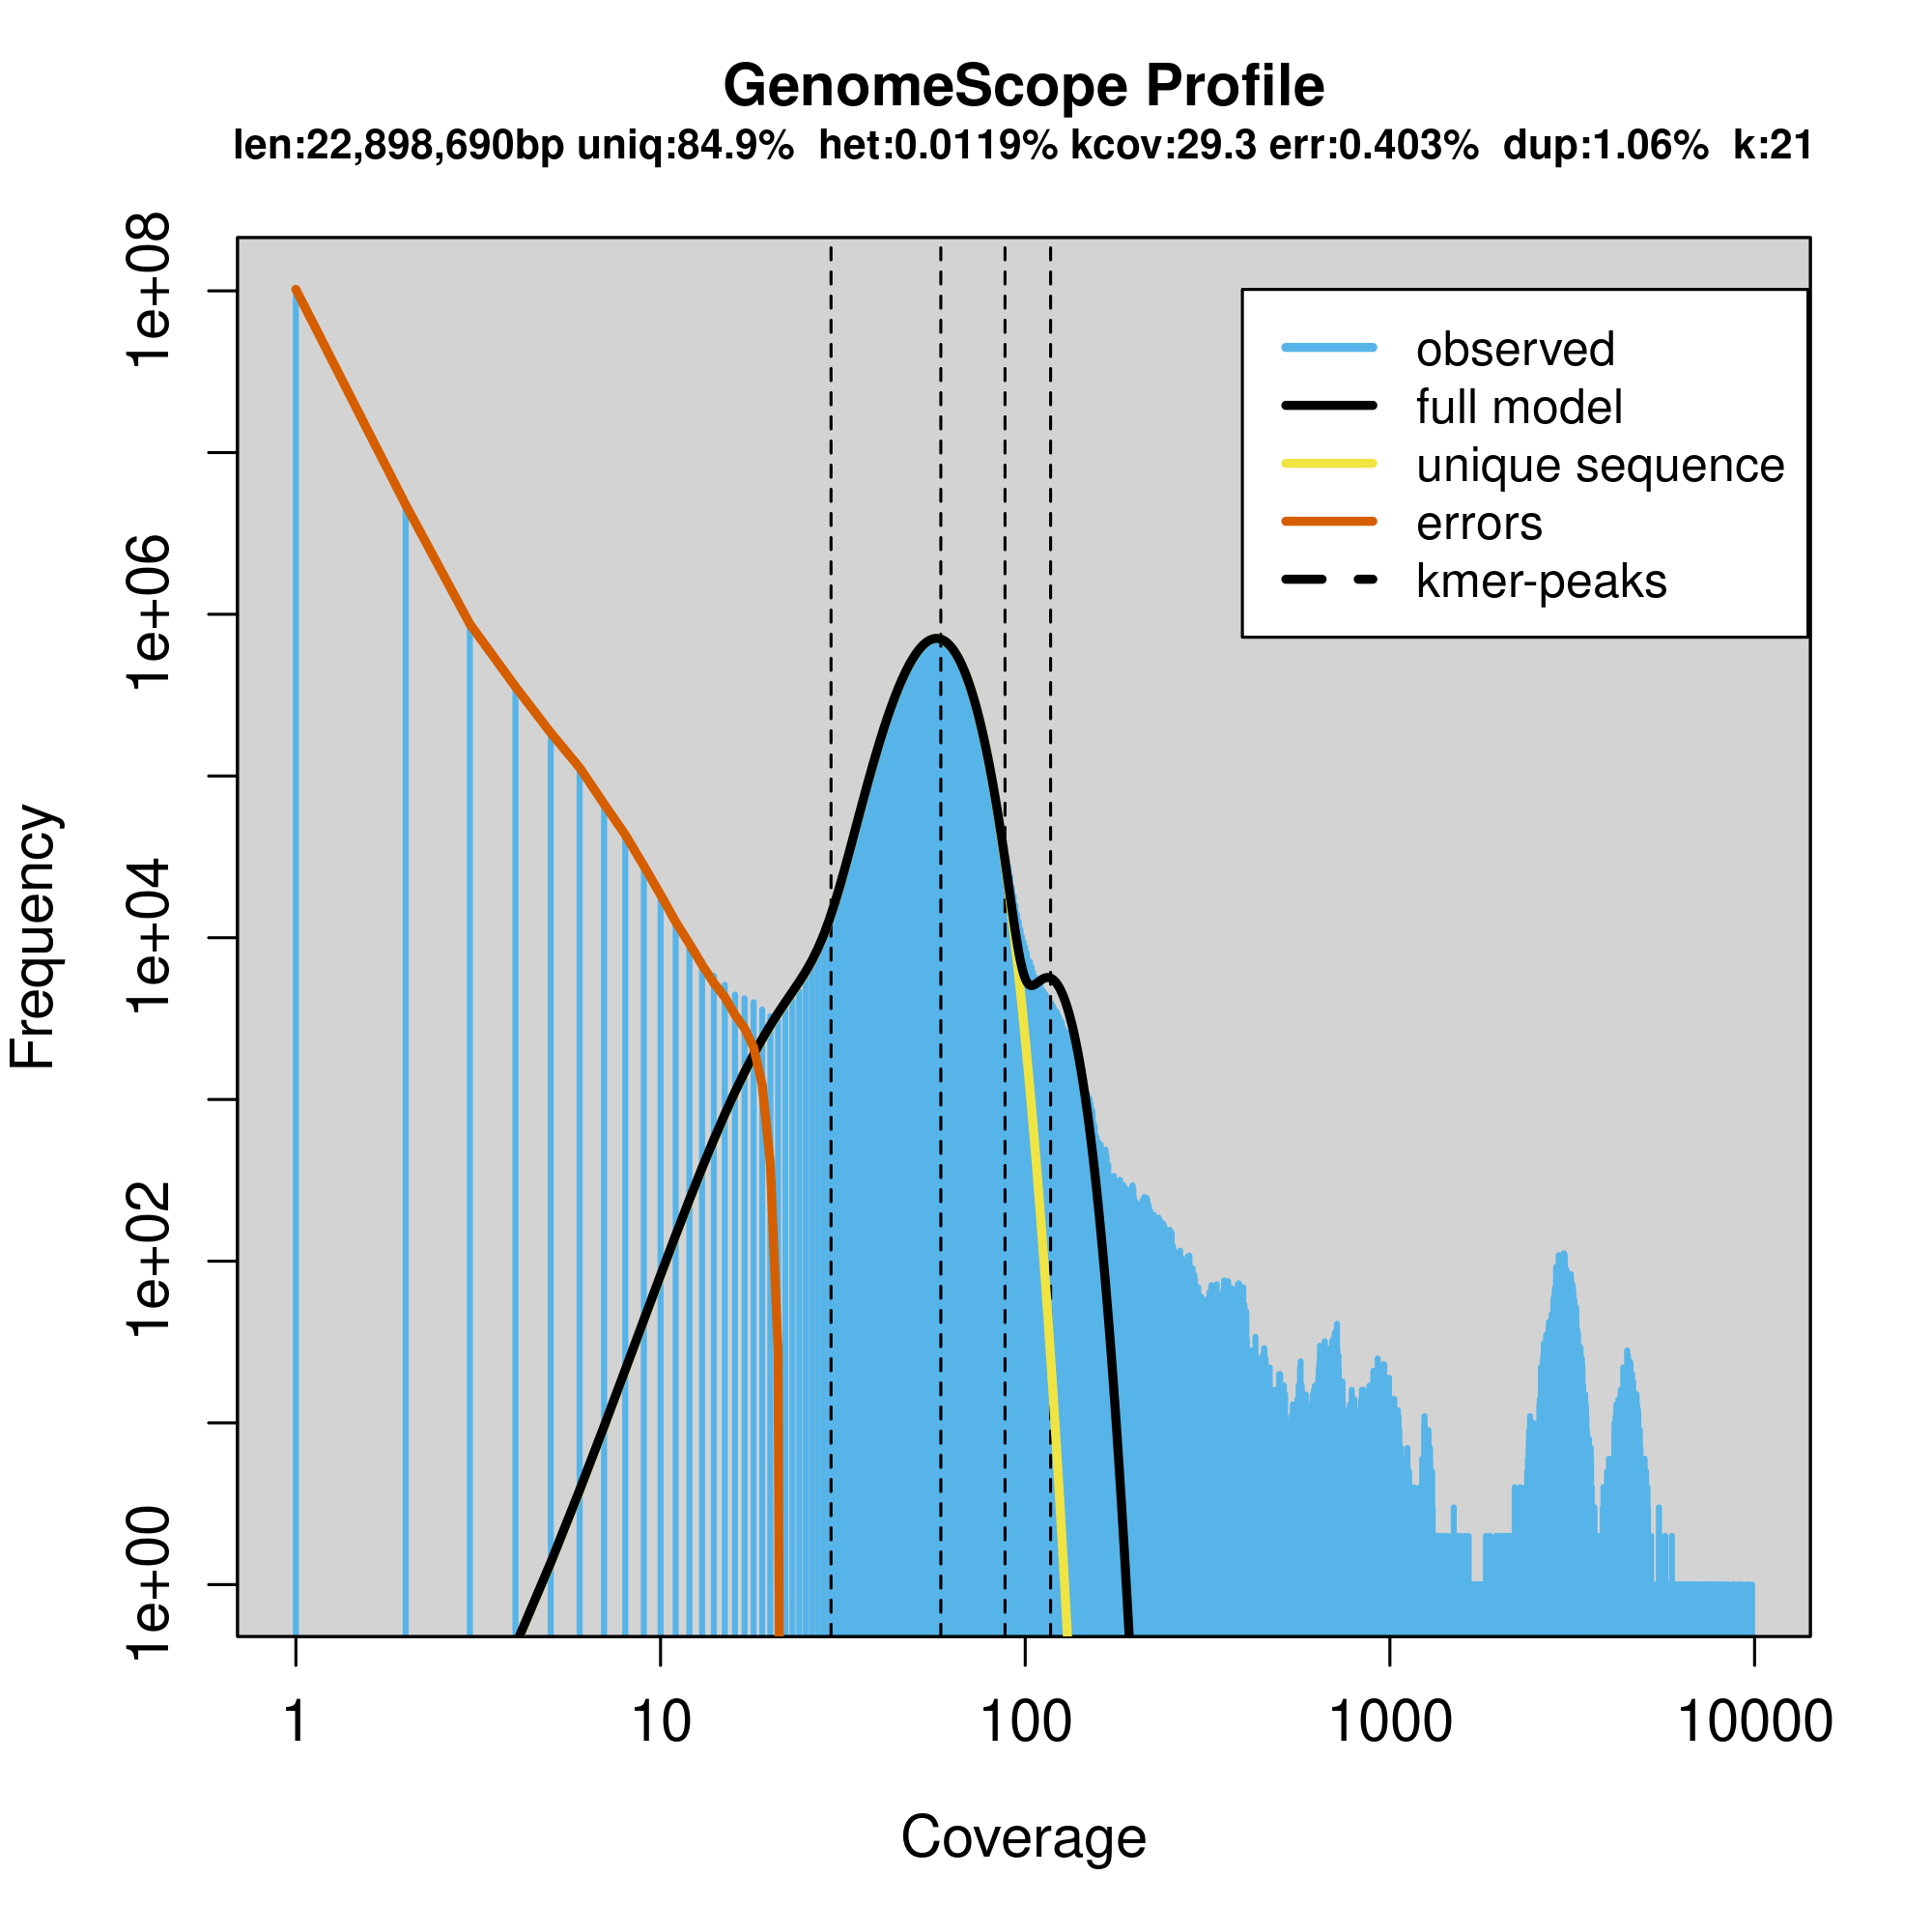 GenomeScope Profile
len:22,898,690bp uniq:84.9% het:0.0119% kcov:29.3 err:0.403% dup:1.06% k:21
1e+08
1e+06
1e+04
1e+02
1e+00
Frequency
observed
full model
unique sequence
errors
kmer-peaks
1 10 100 1000 10000
Coverage